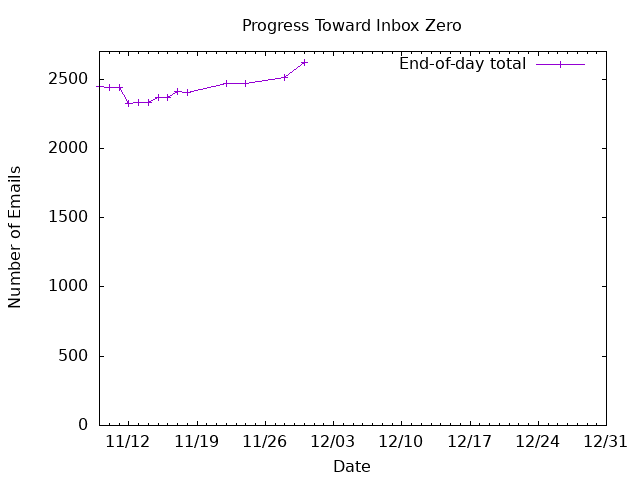 Progress Toward Inbox Zero
End-of-day total
2500
2000
1500
1000
500
0
Number of Emails
11/12 11/19 11/26 12/03 12/10 12/17 12/24 12/31
Date